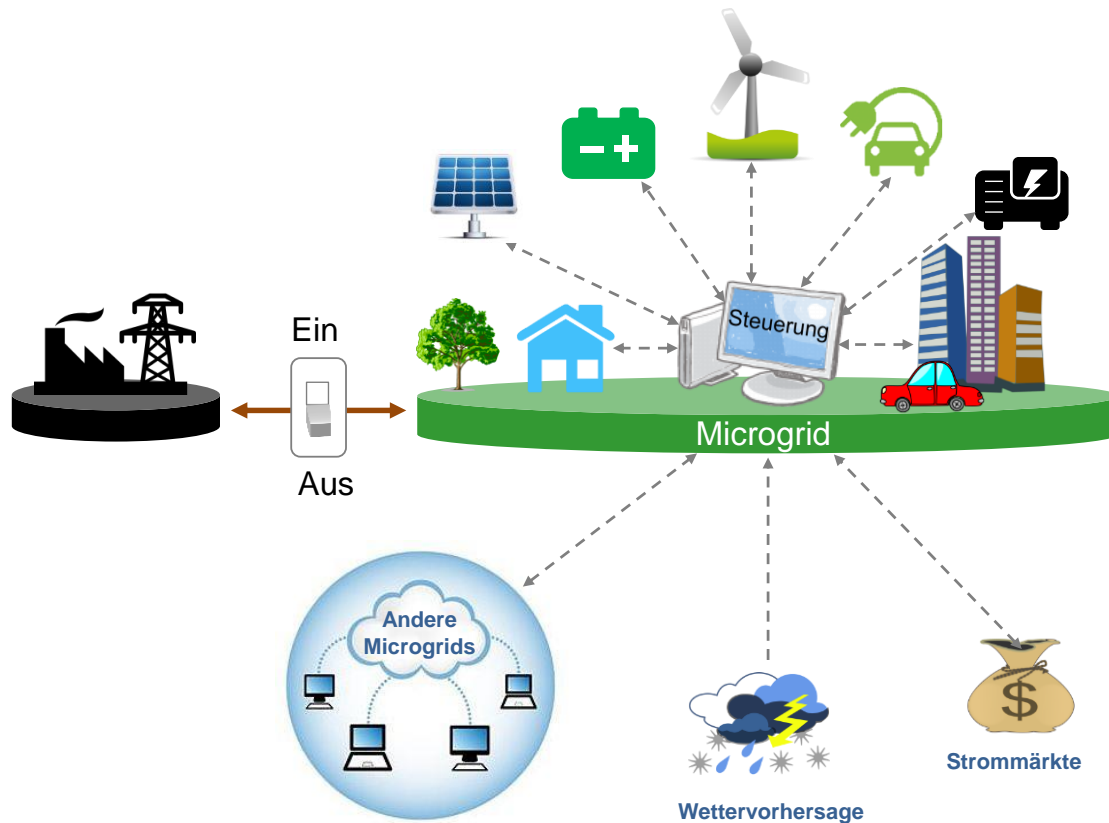 Steuerung
Ein
Microgrid
Aus
Andere
Microgrids
$
Strommärkte
Wettervorhersage